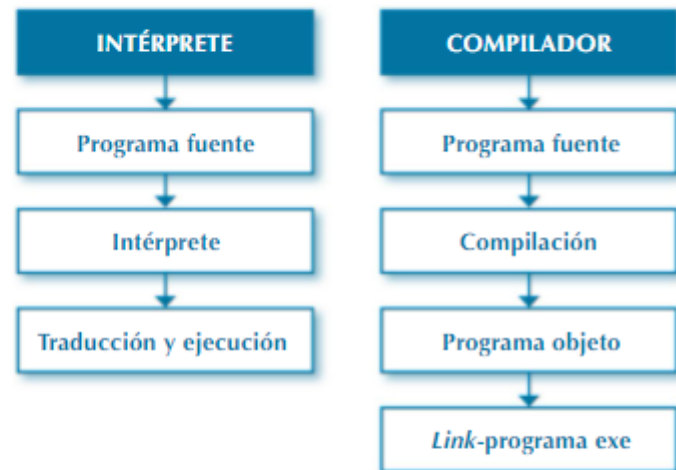 INTÉRPRETE
Programa fuente
Intérprete
Traducción y ejecución
COMPILADOR
Programa fuente
Compilación
Programa objeto
Link-programa exe